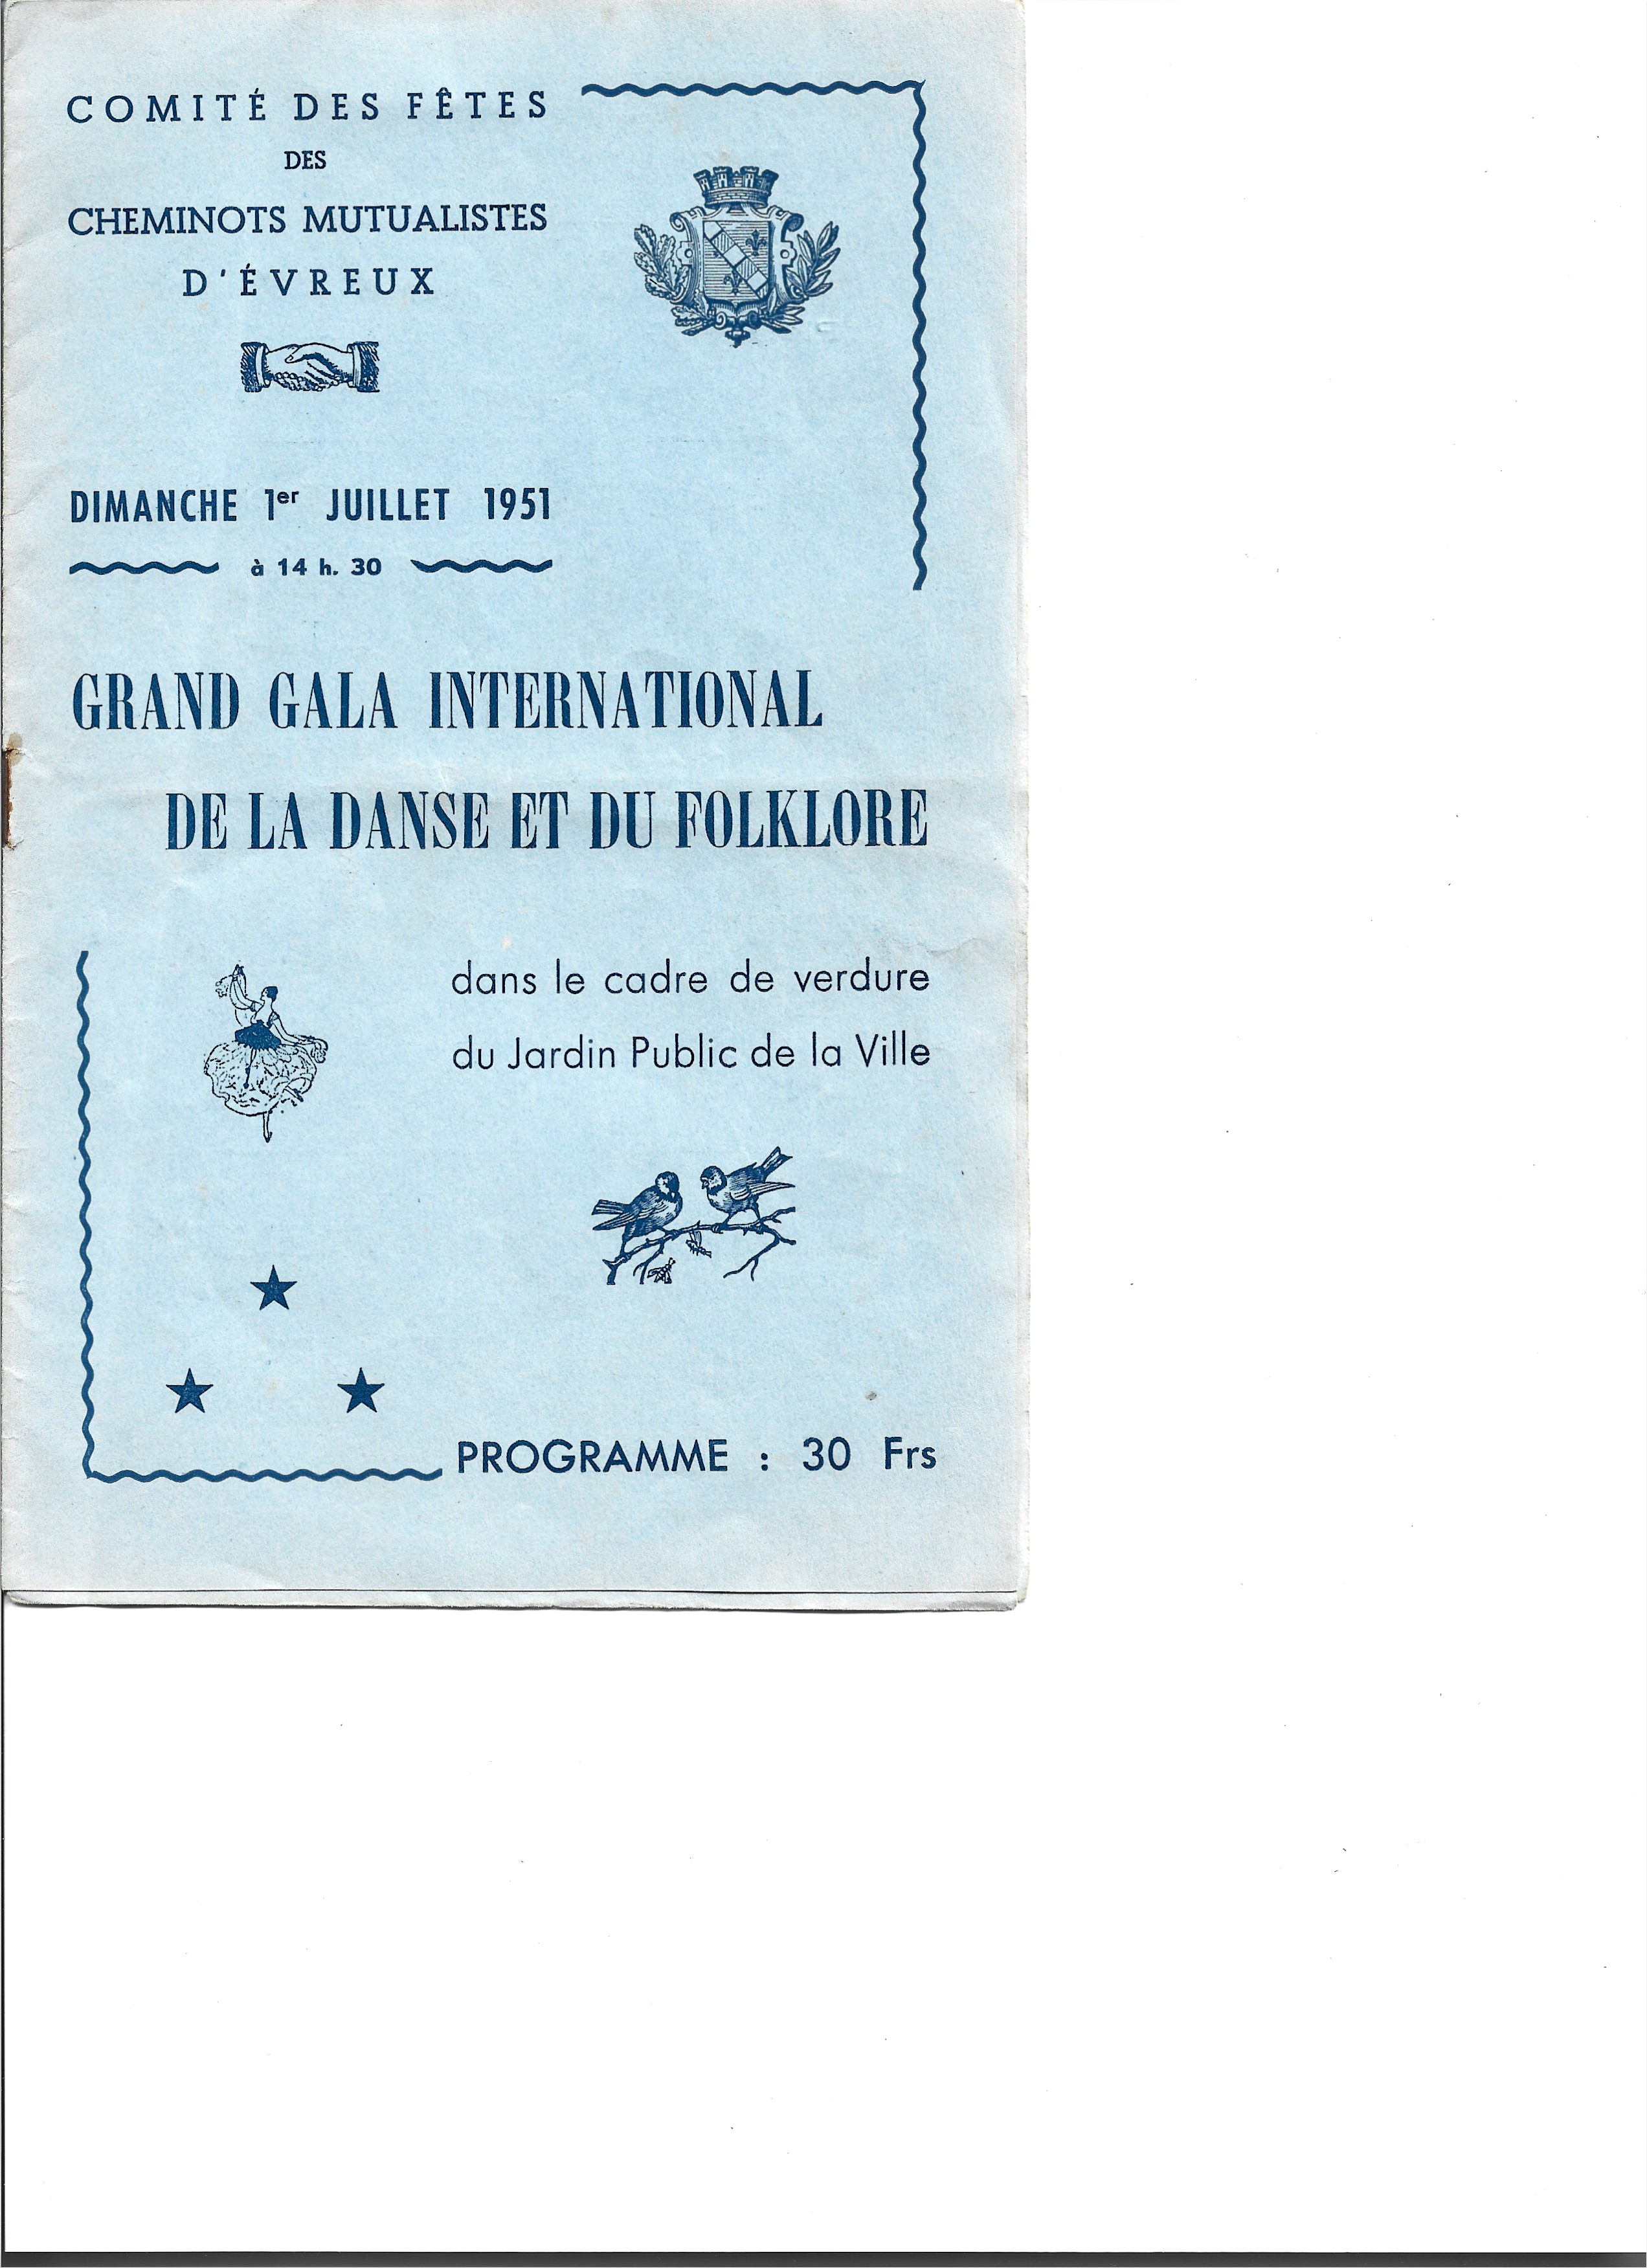 COMITÉ DES FÊTES
DES
CHEMINOTS MUTUALISTES
D'ÉVREUX
DIMANCHE 1er JUILLET 1951
à 14 h. 30
GRAND GALA INTERNATIONAL
DE LA DANSE ET DU FOLKLORE
dans le cadre de verdure
du Jardin Public de la Ville
PROGRAMME : 30 Frs